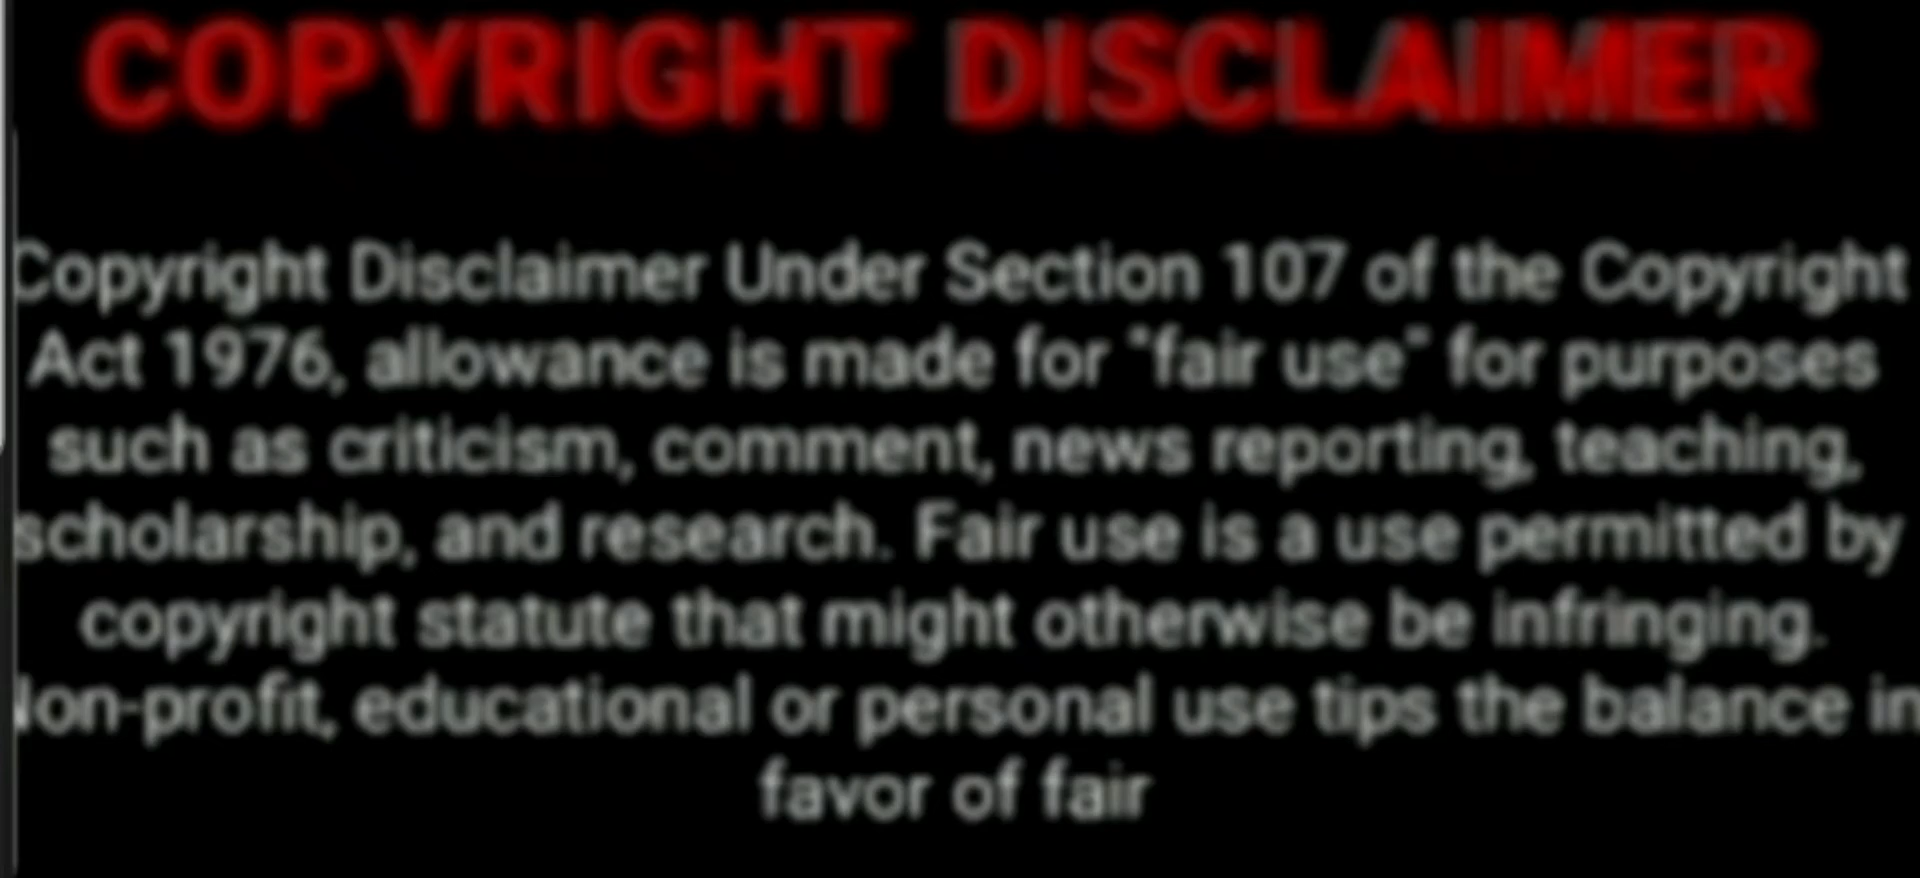 COPYRIGHT DISCLAIMER
Copyright Disclaimer Under Section 107 of the Copyright
Act 1976, allowance is made for "fair use" for purposes
such as criticism, comment, news reporting, teaching,
scholarship, and research. Fair use is a use permitted by
copyright statute that might otherwise be infringing.
Non-profit, educational or personal use tips the balance in
favor of fair